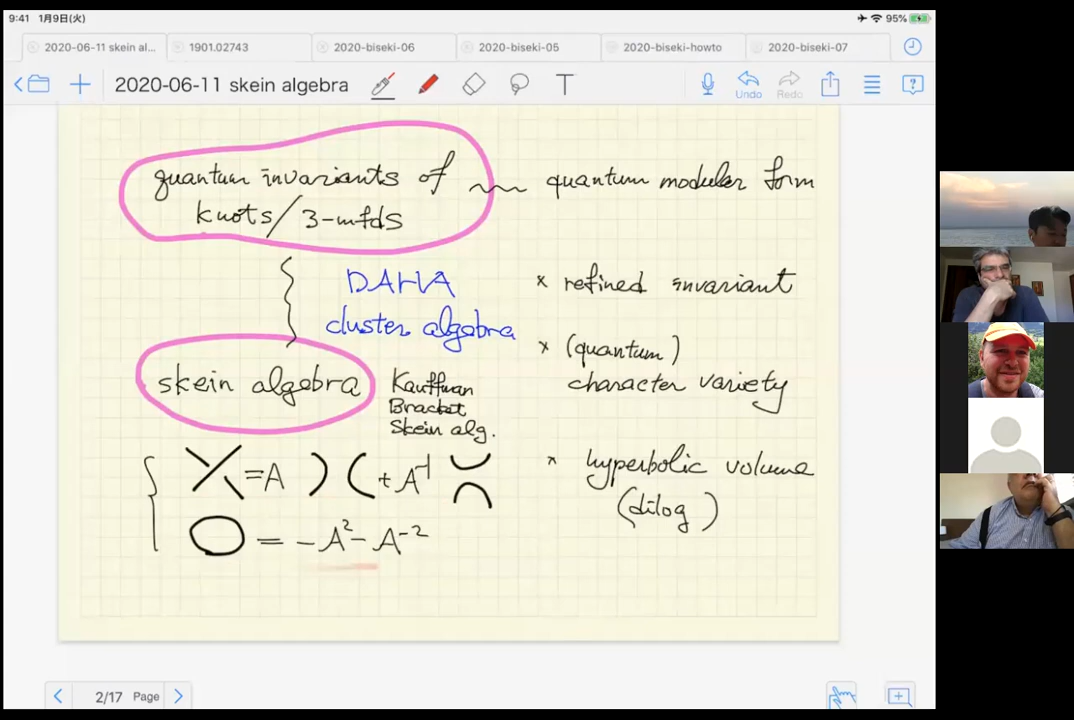 9:41 1月9日(火)
95%
2020-06-11 skein al...
1901.02743
2020-biseki-06
2020-biseki-05
2020-biseki-howto
2020-biseki-07
2020-06-11 skein algebra
T
Undo
Redo
quantum invariants of
knots/3-mfds
quantum modular form
DAHA
cluster algebra
× refined invariant
× (quantum)
character variety
skein algebra
Kauffman
Bracket
Skein alg.
= A ) ( + A⁻¹
= -A² - A⁻²
× hyperbolic volume
(dilog)
2/17 Page